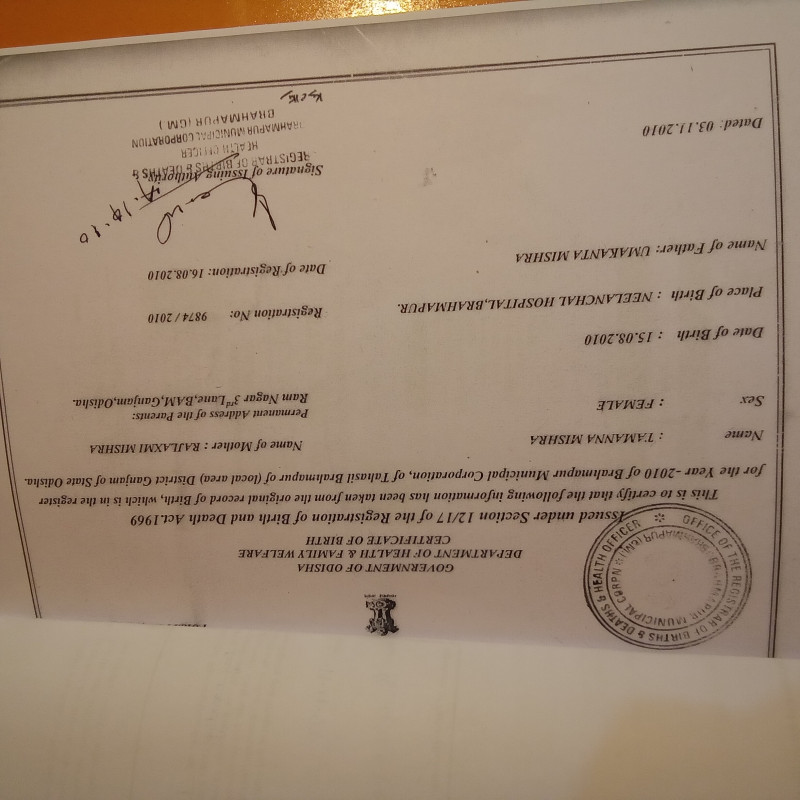 GOVERNMENT OF ODISHA
DEPARTMENT OF HEALTH & FAMILY WELFARE
CERTIFICATE OF BIRTH
Issued under Section 12/17 of the Registration of Birth and Death Act.1969
This is to certify that the following information has been taken from the original record of Birth, which is in the register
for the Year -2010 of Brahmapur Municipal Corporation, of Tahasil Brahmapur of (local area) District Ganjam of State Odisha.
Name : TAMANNA MISHRA
Name of Mother : RAJLAXMI MISHRA
Sex : FEMALE
Permanent Address of the Parents:
Ram Nagar 3rd Lane,BAM,Ganjam,Odisha.
Date of Birth : 15.08.2010
Registration No: 9874 / 2010
Place of Birth : NEELANCHAL HOSPITAL,BRAHMAPUR.
Date of Registration: 16.08.2010
Name of Father: UMAKANTA MISHRA
Signature of Issuing Authority
REGISTRAR OF BIRTHS & DEATHS &
HEALTH OFFICER
BRAHMAPUR MUNICIPAL CORPORATION
BRAHMAPUR (GM)
Dated: 03.11.2010
OFFICE OF THE REGISTRAR OF BIRTHS & DEATHS & HEALTH OFFICER
MUNICIPAL CORPN